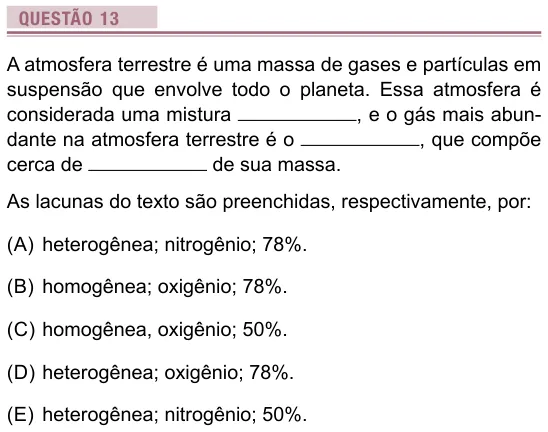 QUESTÃO 13
A atmosfera terrestre é uma massa de gases e partículas em
suspensão que envolve todo o planeta. Essa atmosfera é
considerada uma mistura ___________, e o gás mais abun-
dante na atmosfera terrestre é o ___________, que compõe
cerca de ___________ de sua massa.
As lacunas do texto são preenchidas, respectivamente, por:
(A) heterogênea; nitrogênio; 78%.
(B) homogênea; oxigênio; 78%.
(C) homogênea, oxigênio; 50%.
(D) heterogênea; oxigênio; 78%.
(E) heterogênea; nitrogênio; 50%.